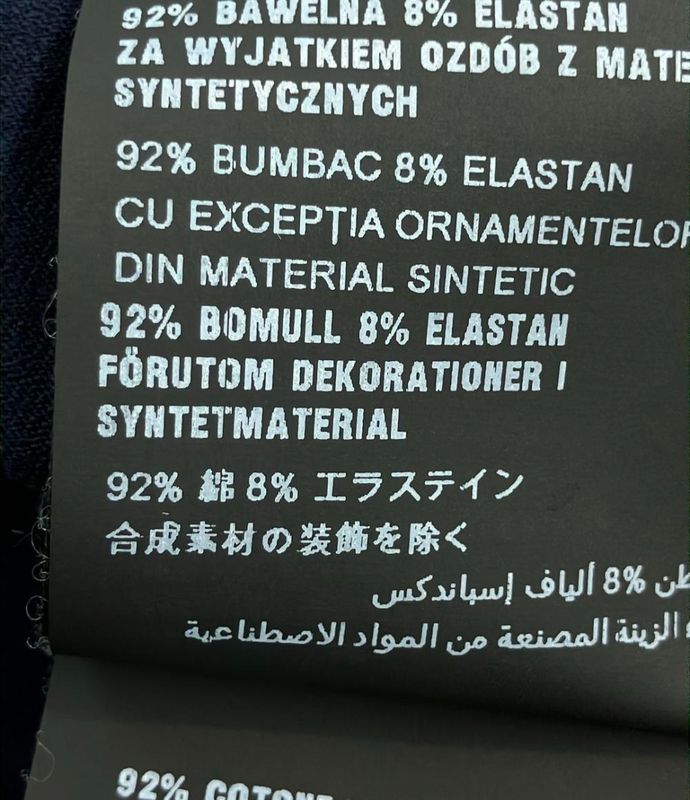 92% BAWEŁNA 8% ELASTAN
ZA WYJATKIEM OZDÓB Z
SYNTETYCZNYCH
92% BUMBAC 8% ELASTAN
CU EXCEPȚIA
DIN MATERIAL SINTETIC
92% BOMULL 8% ELASTAN
FÖRUTOM DEKORATIONER I
SYNTETMATERIAL
92% 綿 8% エラステイン
合成素材の装飾を除く
8% ألياف إسباندكس
الزينة المصنعة من المواد الاصطناعية
92%